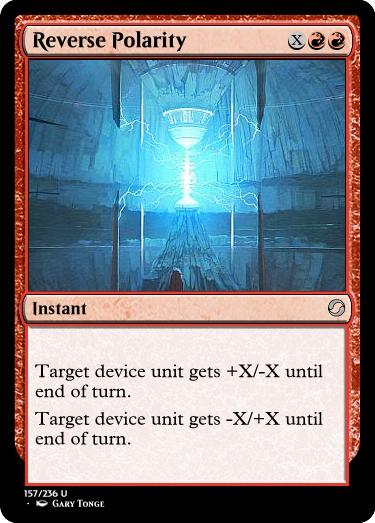 Reverse Polarity X
Instant
Target device unit gets +X/-X until
end of turn.
Target device unit gets -X/+X until
end of turn.
157/236 U
· Gary Tonge